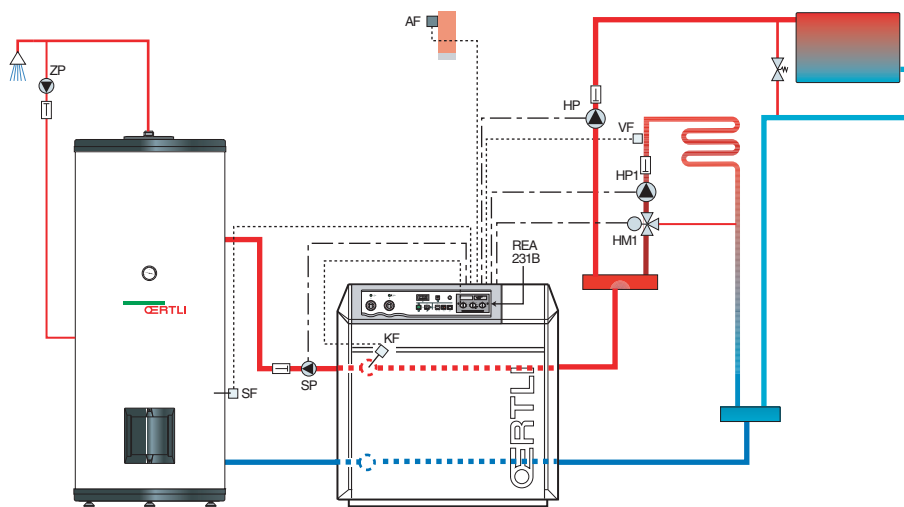 AF
ZP
HP
VF
HP1
HM1
REA
231B
ŒRTLI
KF
SP
SF
ŒRTLI